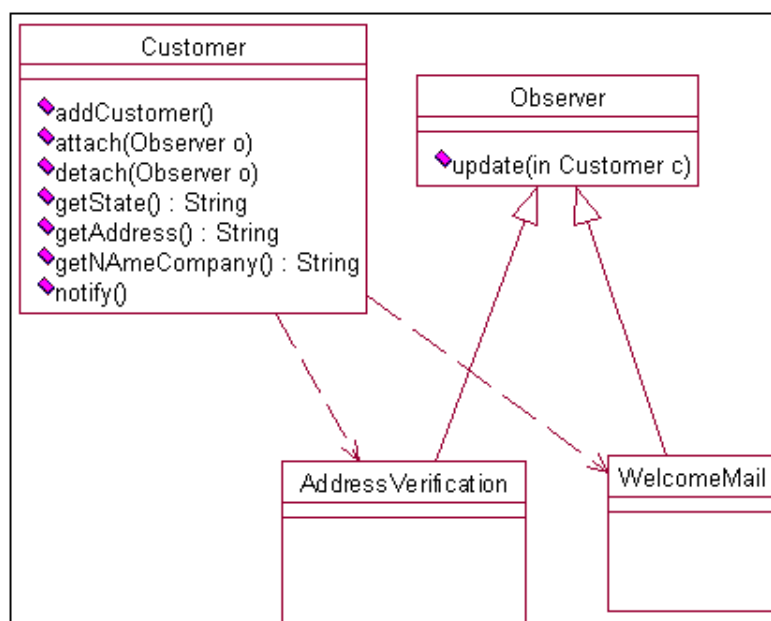 Customer
addCustomer()
attach(Observer o)
detach(Observer o)
getState() : String
getAddress() : String
getNAmeCompany() : String
notify()
Observer
update(in Customer c)
AddressVerification
WelcomeMail